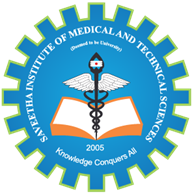 SAVEETHA INSTITUTE OF MEDICAL AND TECHNICAL SCIENCES
(Deemed to be University)
2005
Knowledge Conquers All